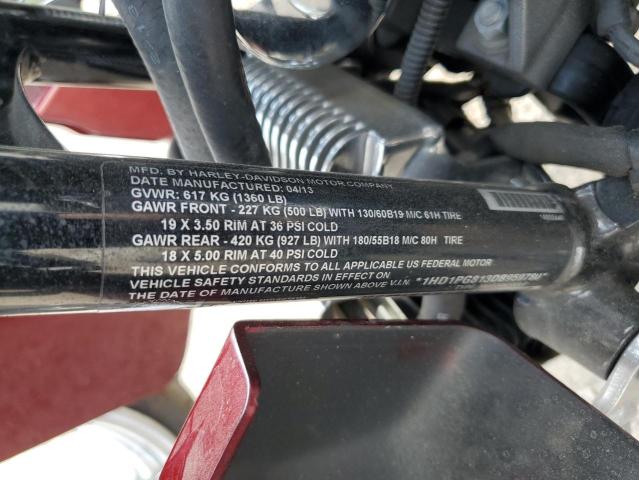 MFD. BY HARLEY-DAVIDSON MOTOR COMPANY
DATE MANUFACTURED: 04/13
GVWR: 617 KG (1360 LB)
GAWR FRONT - 227 KG (500 LB) WITH 130/60B19 M/C 61H TIRE
19 X 3.50 RIM AT 36 PSI COLD
GAWR REAR - 420 KG (927 LB) WITH 180/55B18 M/C 80H TIRE
18 X 5.00 RIM AT 40 PSI COLD
THIS VEHICLE CONFORMS TO ALL APPLICABLE US FEDERAL MOTOR
VEHICLE SAFETY STANDARDS IN EFFECT ON
THE DATE OF MANUFACTURE SHOWN ABOVE V.I.N.